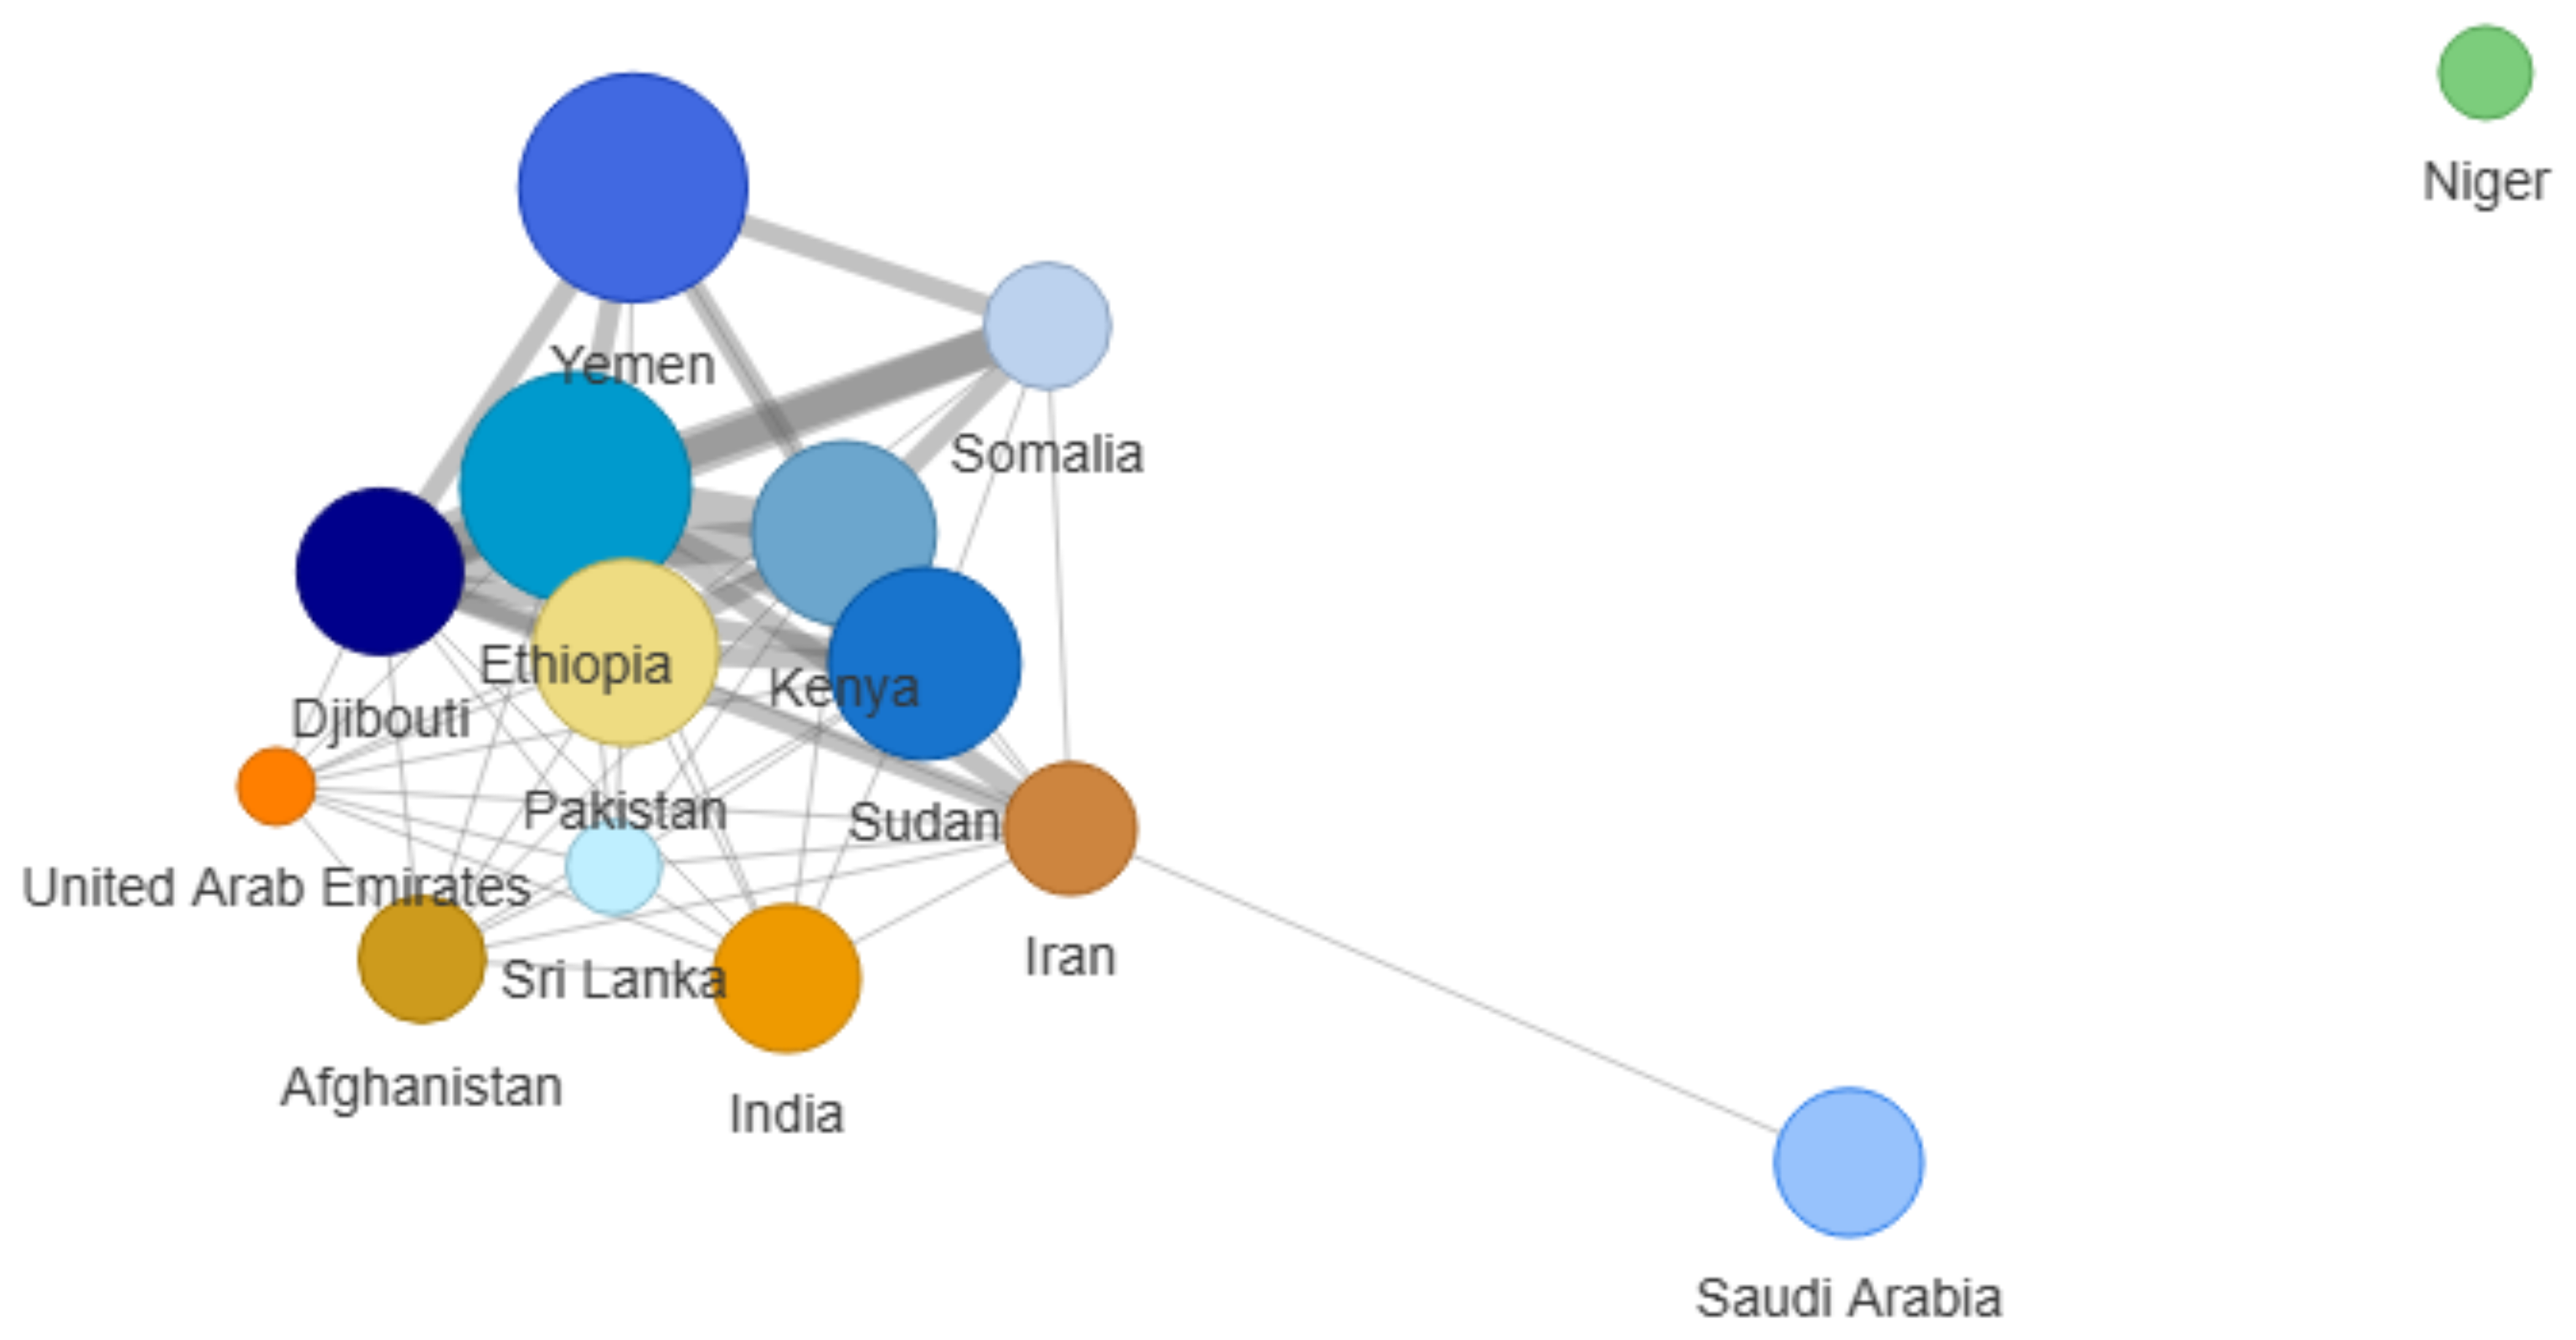 Niger
Yemen
Somalia
Ethiopia
Kenya
Djibouti
Pakistan
Sudan
United Arab Emirates
Iran
Sri Lanka
Afghanistan
India
Saudi Arabia